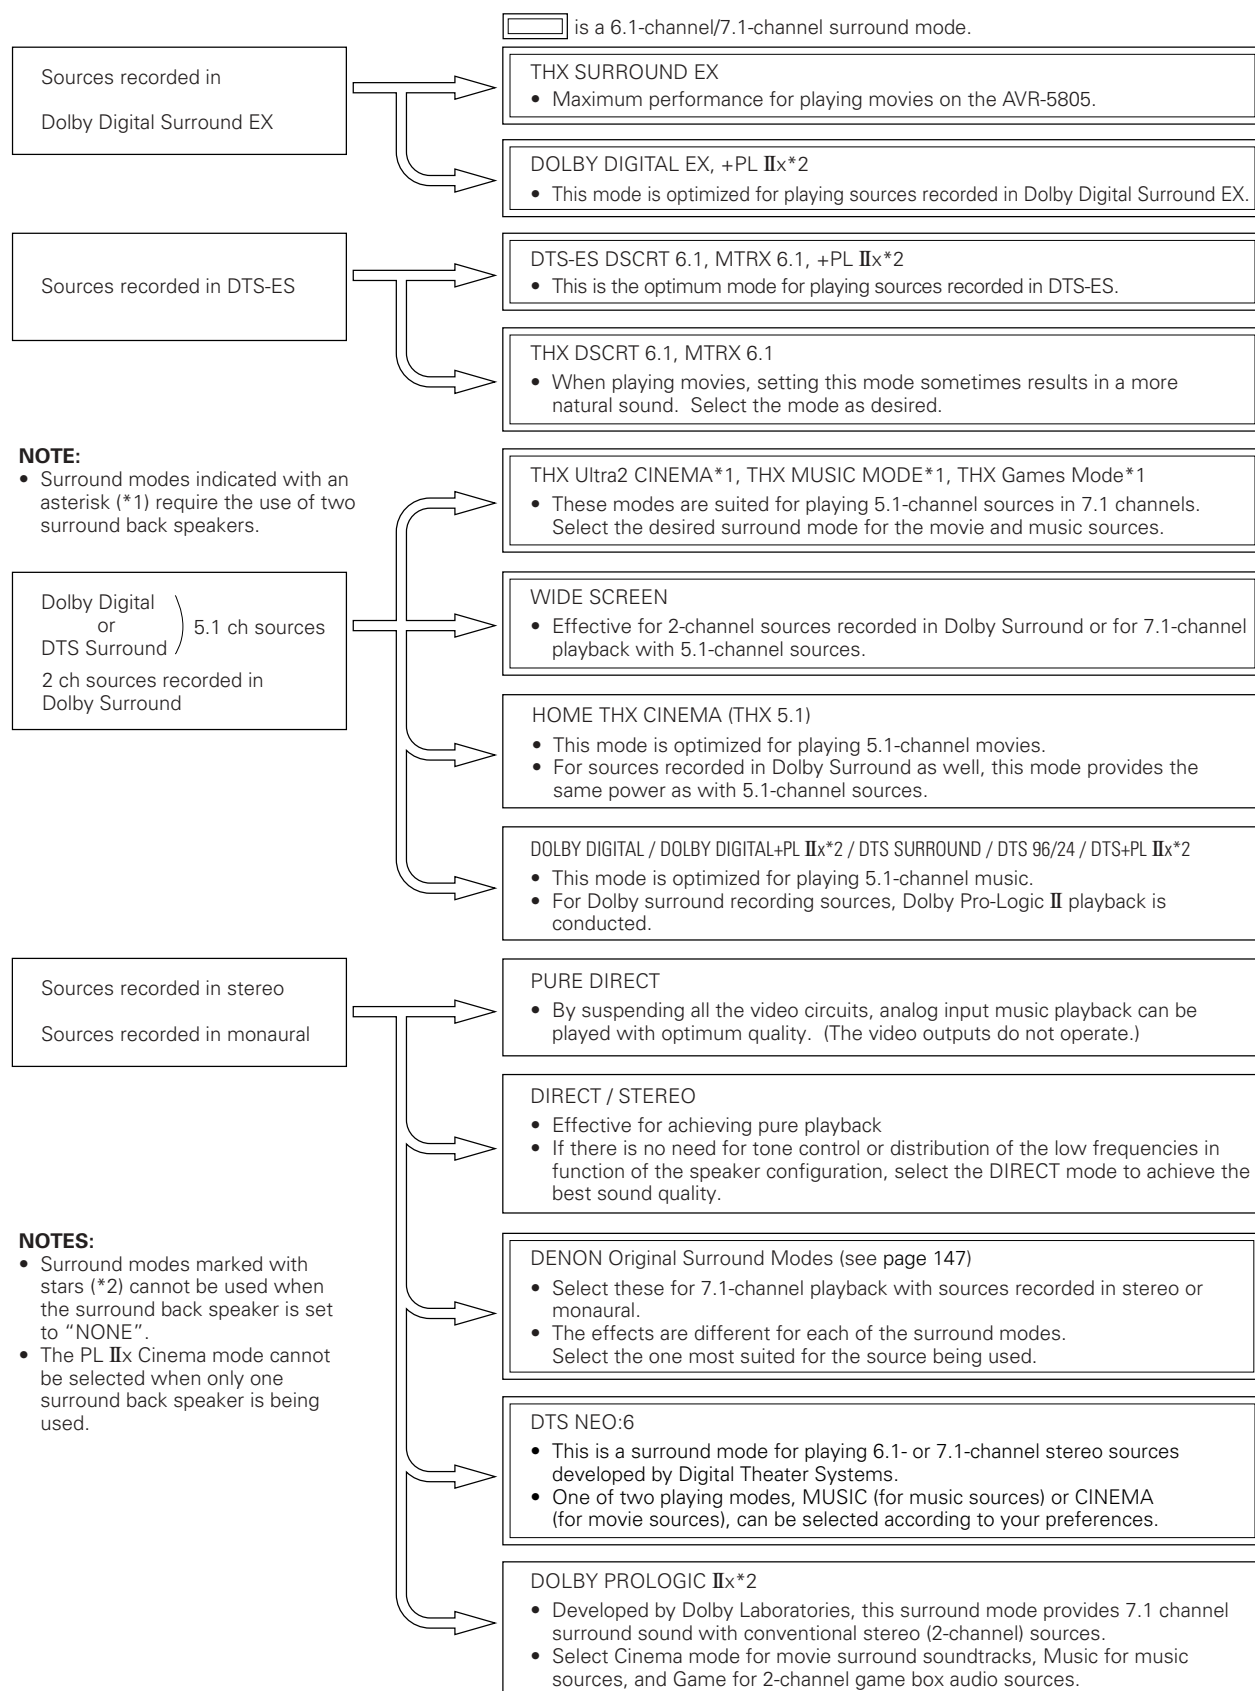 is a 6.1-channel/7.1-channel surround mode.
Sources recorded in
Dolby Digital Surround EX
THX SURROUND EX
• Maximum performance for playing movies on the AVR-5805.
DOLBY DIGITAL EX, +PL IIx*2
• This mode is optimized for playing sources recorded in Dolby Digital Surround EX.
Sources recorded in DTS-ES
DTS-ES DSCRT 6.1, MTRX 6.1, +PL IIx*2
• This is the optimum mode for playing sources recorded in DTS-ES.
THX DSCRT 6.1, MTRX 6.1
• When playing movies, setting this mode sometimes results in a more
natural sound. Select the mode as desired.
NOTE:
• Surround modes indicated with an
asterisk (*1) require the use of two
surround back speakers.
Dolby Digital
or
DTS Surround
5.1 ch sources
2 ch sources recorded in
Dolby Surround
THX Ultra2 CINEMA*1, THX MUSIC MODE*1, THX Games Mode*1
• These modes are suited for playing 5.1-channel sources in 7.1 channels.
Select the desired surround mode for the movie and music sources.
WIDE SCREEN
• Effective for 2-channel sources recorded in Dolby Surround or for 7.1-channel
playback with 5.1-channel sources.
HOME THX CINEMA (THX 5.1)
• This mode is optimized for playing 5.1-channel movies.
• For sources recorded in Dolby Surround as well, this mode provides the
same power as with 5.1-channel sources.
DOLBY DIGITAL / DOLBY DIGITAL+PL IIx*2 / DTS SURROUND / DTS 96/24 / DTS+PL IIx*2
• This mode is optimized for playing 5.1-channel music.
• For Dolby surround recording sources, Dolby Pro-Logic II playback is
conducted.
Sources recorded in stereo
Sources recorded in monaural
PURE DIRECT
• By suspending all the video circuits, analog input music playback can be
played with optimum quality. (The video outputs do not operate.)
DIRECT / STEREO
• Effective for achieving pure playback
• If there is no need for tone control or distribution of the low frequencies in
function of the speaker configuration, select the DIRECT mode to achieve the
best sound quality.
NOTES:
• Surround modes marked with
stars (*2) cannot be used when
the surround back speaker is set
to “NONE”.
• The PL IIx Cinema mode cannot
be selected when only one
surround back speaker is being
used.
DENON Original Surround Modes (see page 147)
• Select these for 7.1-channel playback with sources recorded in stereo or
monaural.
• The effects are different for each of the surround modes.
Select the one most suited for the source being used.
DTS NEO:6
• This is a surround mode for playing 6.1- or 7.1-channel stereo sources
developed by Digital Theater Systems.
• One of two playing modes, MUSIC (for music sources) or CINEMA
(for movie sources), can be selected according to your preferences.
DOLBY PROLOGIC IIx*2
• Developed by Dolby Laboratories, this surround mode provides 7.1 channel
surround sound with conventional stereo (2-channel) sources.
• Select Cinema mode for movie surround soundtracks, Music for music
sources, and Game for 2-channel game box audio sources.